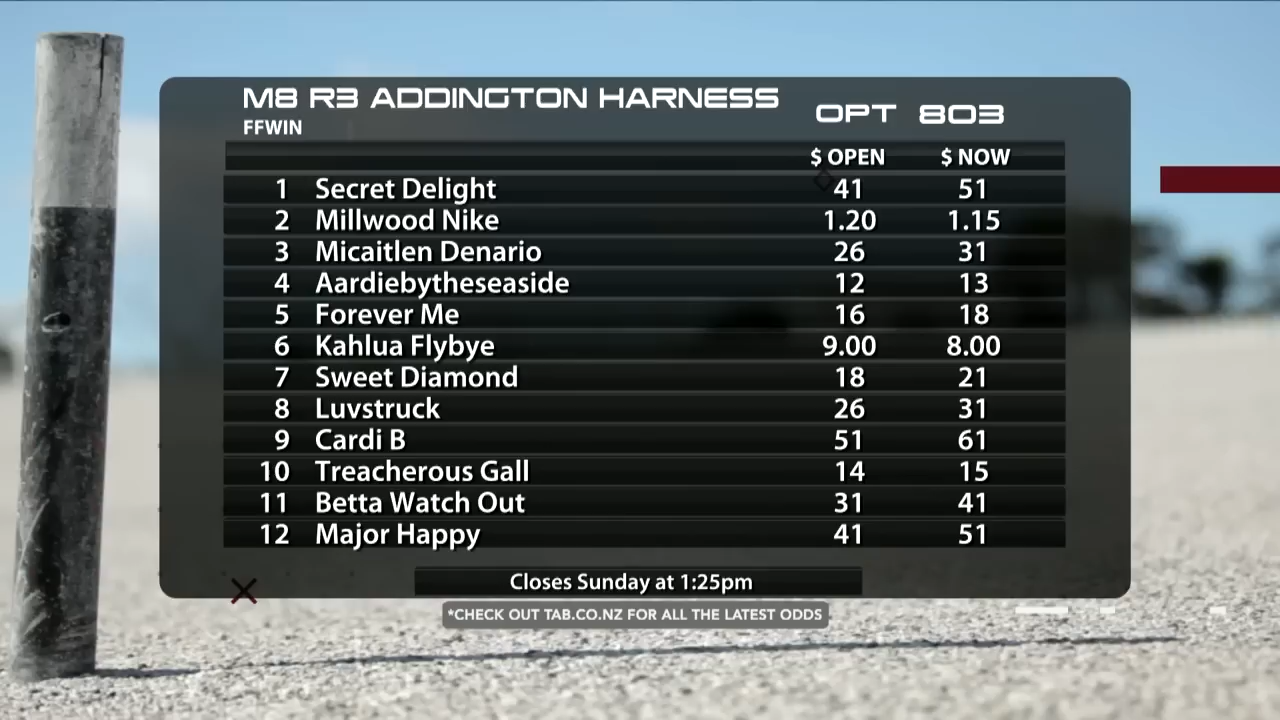 M8 R3 ADDINGTON HARNESS OPT 803
FFWIN
$ OPEN $ NOW
1 Secret Delight 41 51
2 Millwood Nike 1.20 1.15
3 Micaitlen Denario 26 31
4 Aardiebytheseaside 12 13
5 Forever Me 16 18
6 Kahlua Flybye 9.00 8.00
7 Sweet Diamond 18 21
8 Luvstruck 26 31
9 Cardi B 51 61
10 Treacherous Gall 14 15
11 Betta Watch Out 31 41
12 Major Happy 41 51
Closes Sunday at 1:25pm
*CHECK OUT TAB.CO.NZ FOR ALL THE LATEST ODDS